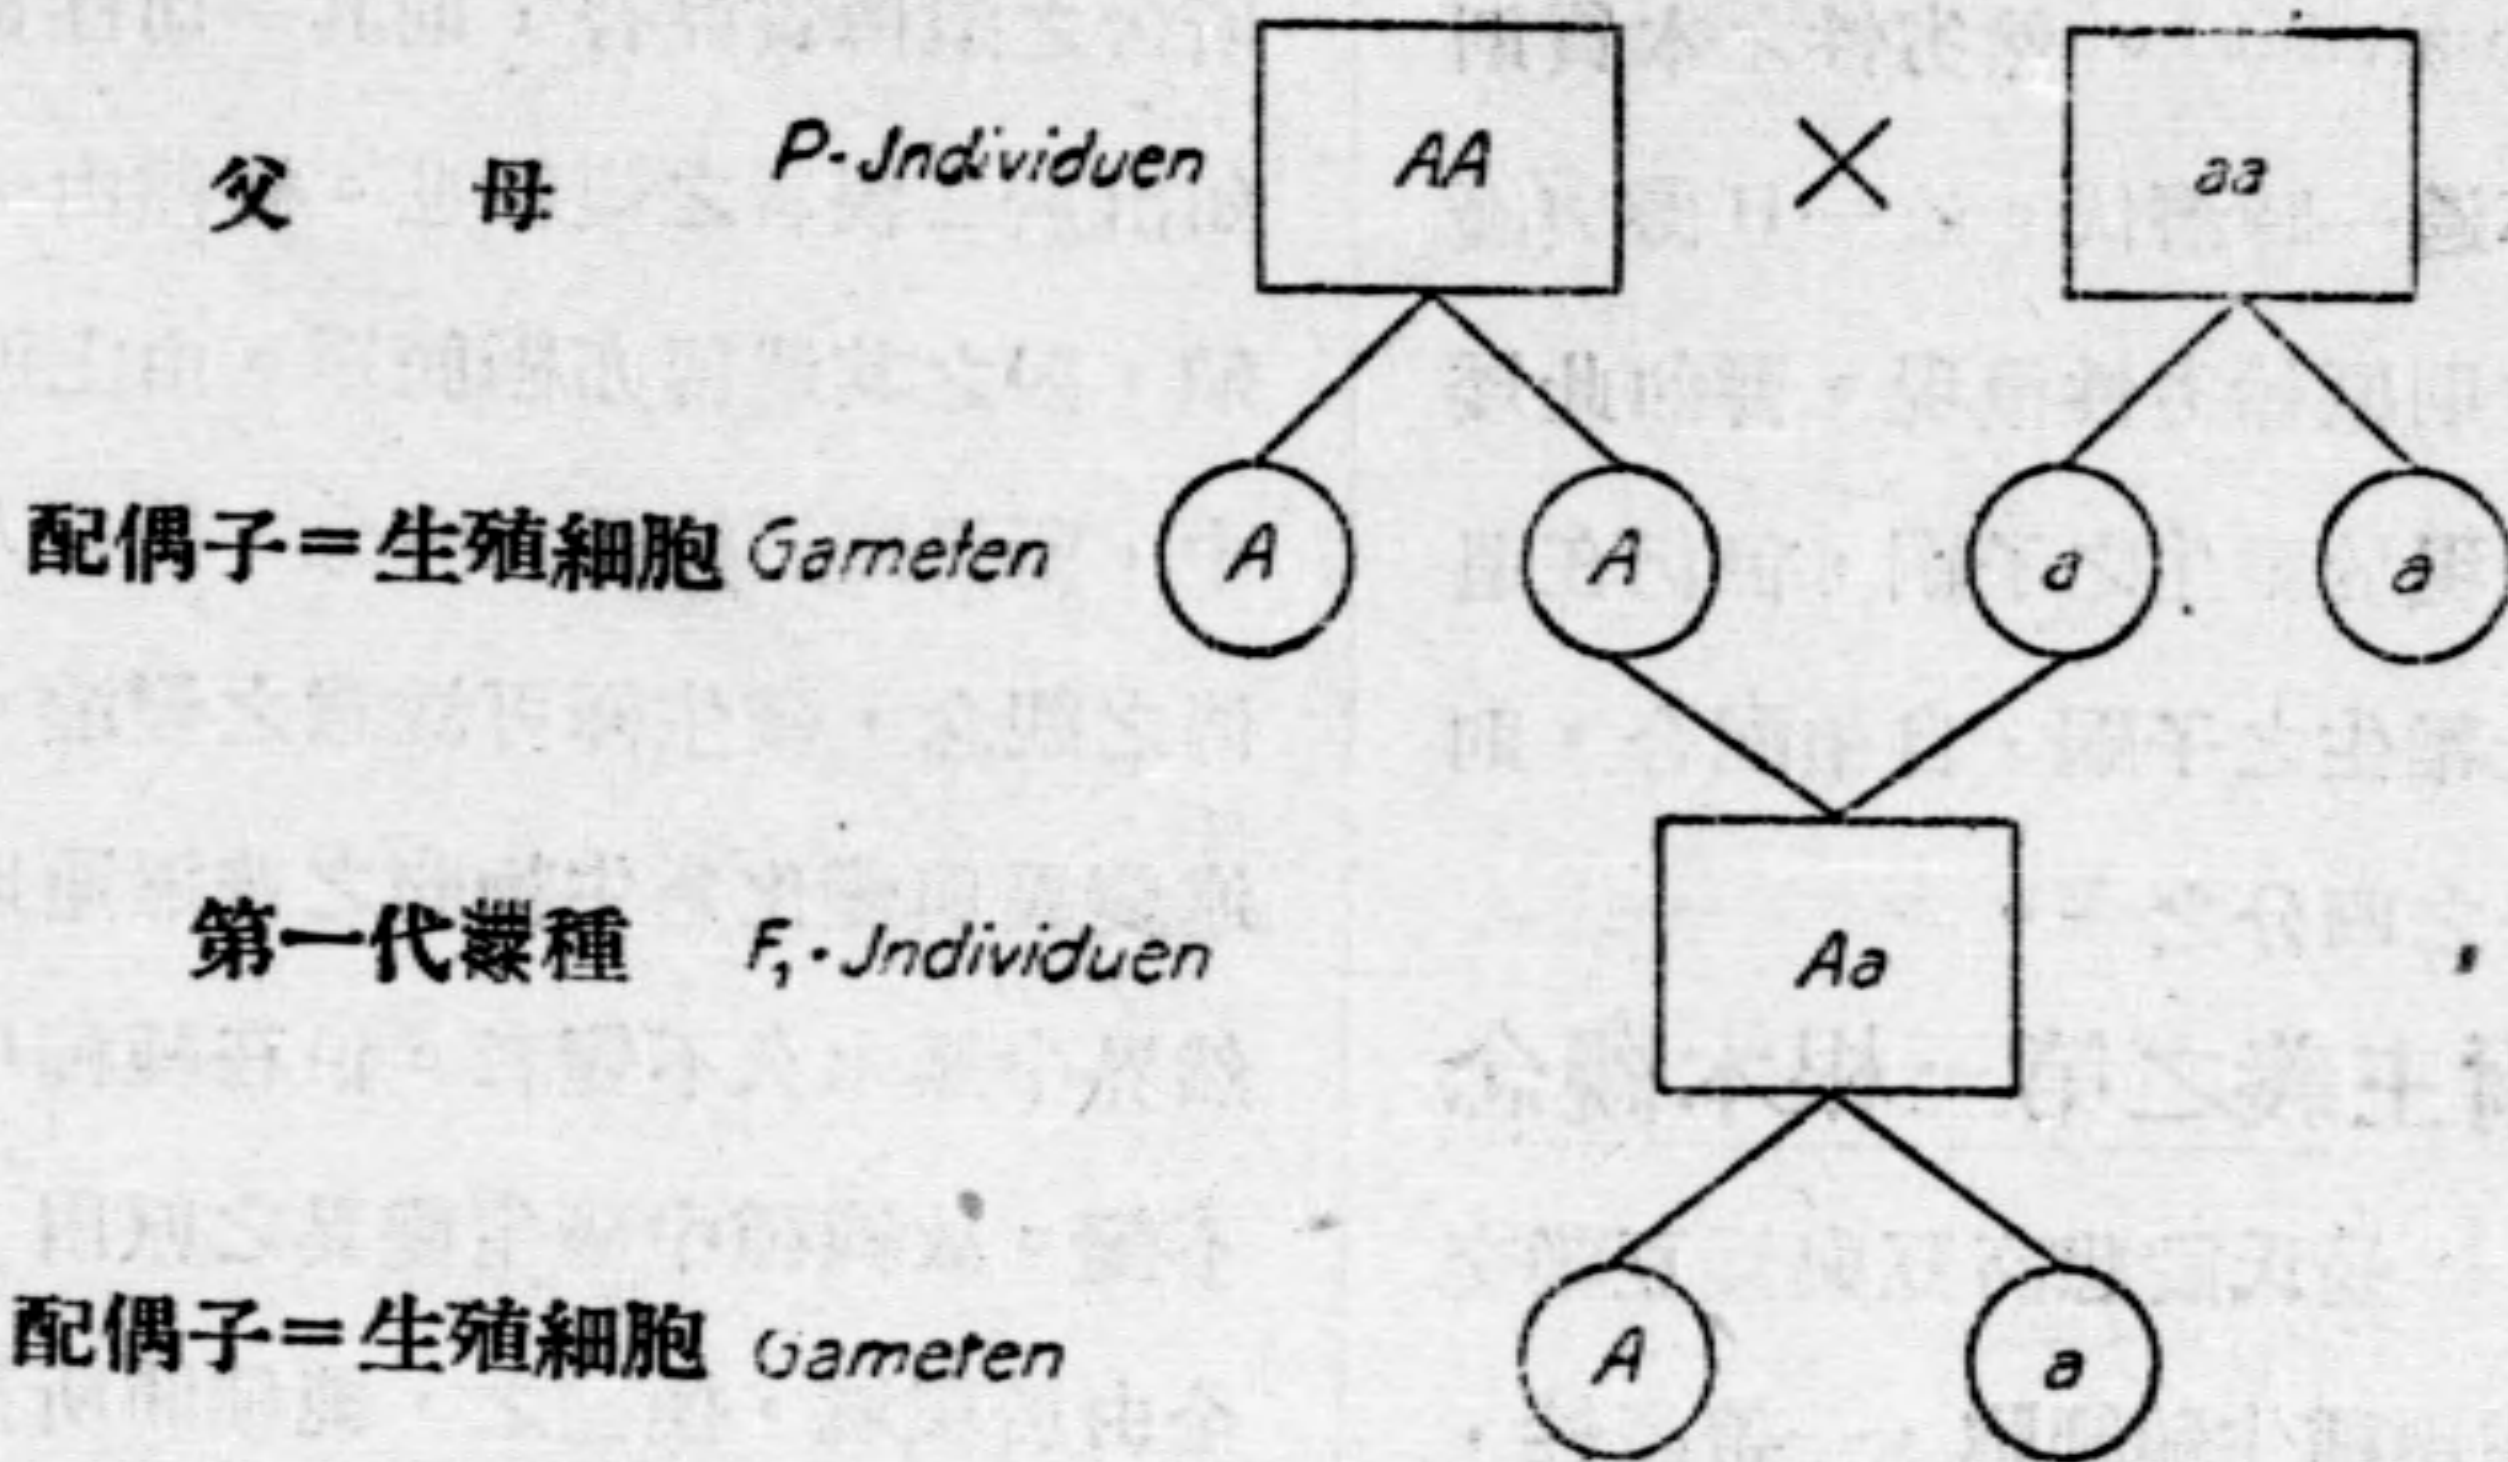 父 母 P-Jndividuen AA × aa
配偶子=生殖細胞 Gameten A A a a
第一代叢種 F₁-Jndividuen Aa
配偶子=生殖細胞 Gameten A a